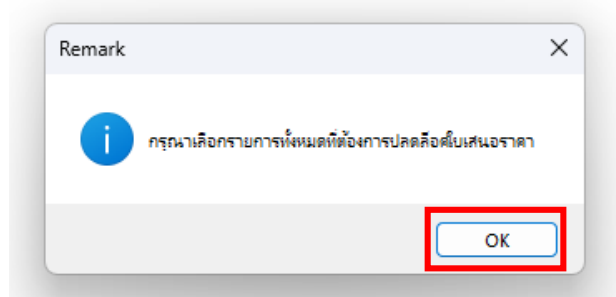 Remark
กรุณาเลือกรายการทั้งหมดที่ต้องการปลดล็อคใบเสนอราคา
OK